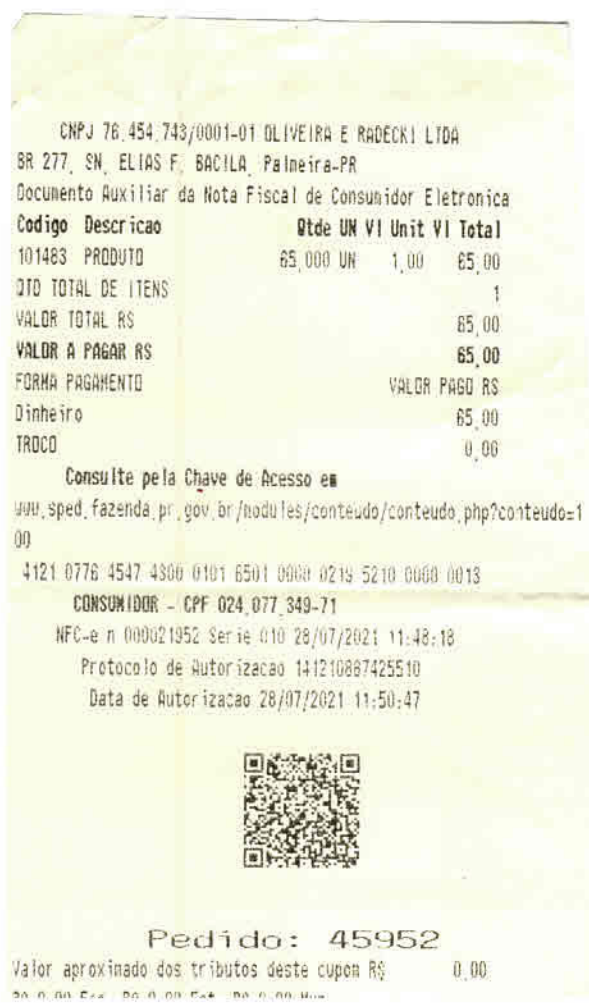 CNPJ 76.454.743/0001-01 OLIVEIRA E RADECKI LTDA
BR 277, SN, ELIAS F. BACILA, Palmeira-PR
Documento Auxiliar da Nota Fiscal de Consumidor Eletronica
Codigo Descricao Qtde UN Vl Unit Vl Total
101483 PRODUTO 65,000 UN 1,00 65,00
QTD TOTAL DE ITENS 1
VALOR TOTAL R$ 65,00
VALOR A PAGAR R$ 65,00
FORMA PAGAMENTO VALOR PAGO R$
Dinheiro 65,00
TROCO 0,00
Consulte pela Chave de Acesso em
www.sped.fazenda.pr.gov.br/modules/conteudo/conteudo.php?conteudo=1
00
4121 0776 4547 4300 0101 6501 0000 0219 5210 0000 0013
CONSUMIDOR - CPF 024.077.349-71
NFC-e n 000021952 Serie 010 28/07/2021 11:48:18
Protocolo de Autorizacao 141210887425510
Data de Autorizacao 28/07/2021 11:50:47
Pedido: 45952
Valor aproximado dos tributos deste cupom R$ 0,00